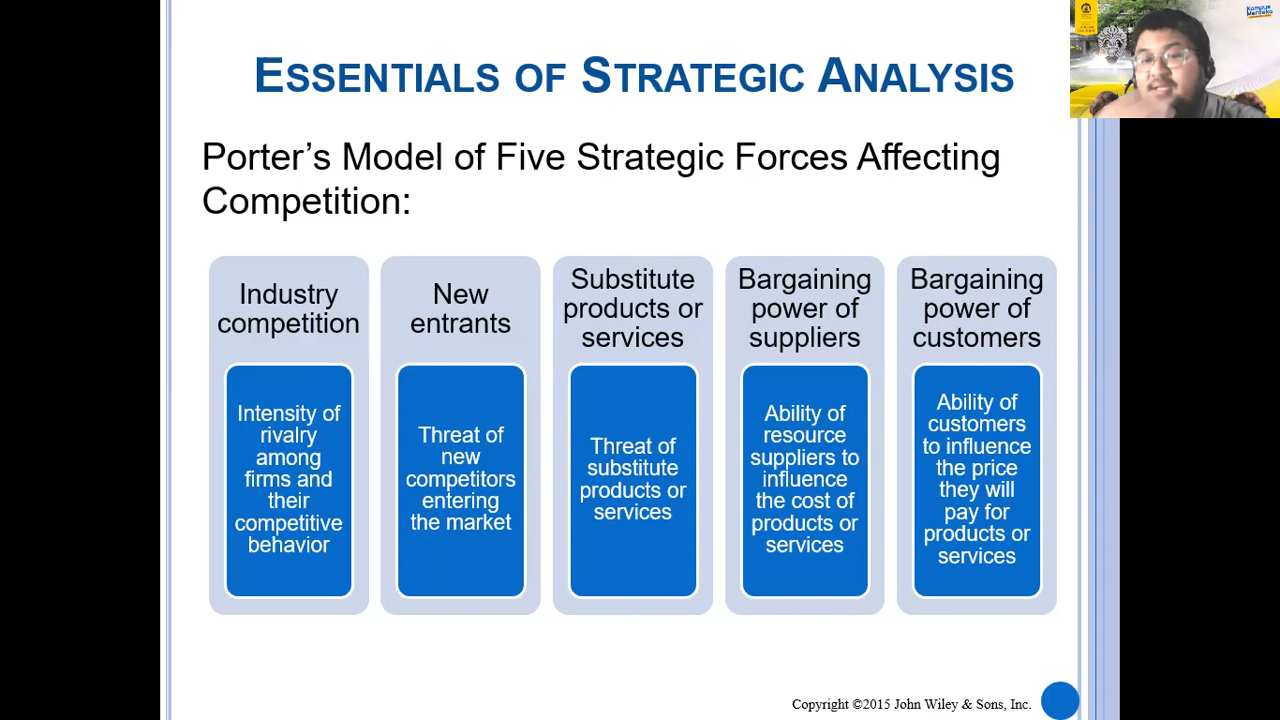 ESSENTIALS OF STRATEGIC ANALYSIS
Porter’s Model of Five Strategic Forces Affecting
Competition:
Industry
competition
Intensity of
rivalry
among
firms and
their
competitive
behavior
New
entrants
Threat of
new
competitors
entering
the market
Substitute
products or
services
Threat of
substitute
products or
services
Bargaining
power of
suppliers
Ability of
resource
suppliers to
influence
the cost of
products or
services
Bargaining
power of
customers
Ability of
customers
to influence
the price
they will
pay for
products or
services
Copyright ©2015 John Wiley & Sons, Inc.
Kampus
Merdeka